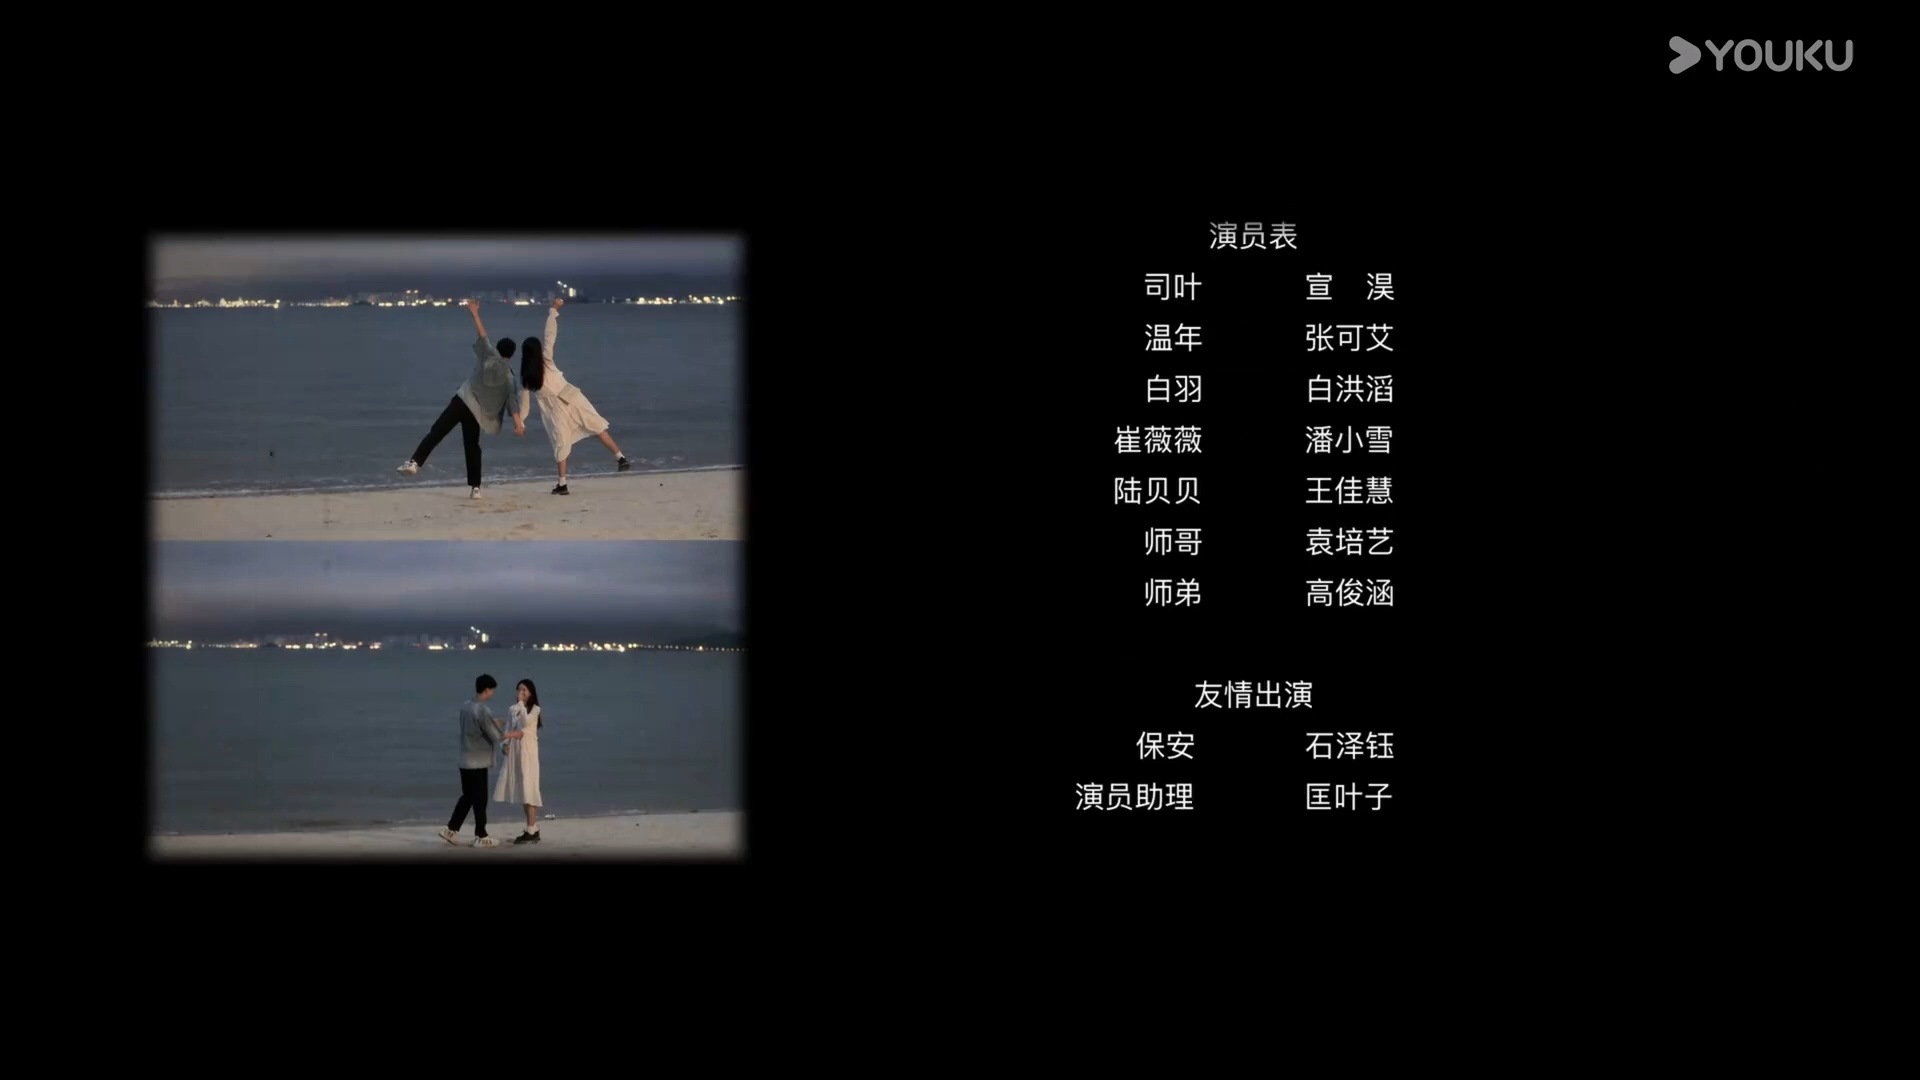 YOUKU
演员表
司叶 宣 淏
温年 张可艾
白羽 白洪滔
崔薇薇 潘小雪
陆贝贝 王佳慧
师哥 袁培艺
师弟 高俊涵
友情出演
保安 石泽钰
演员助理 匡叶子